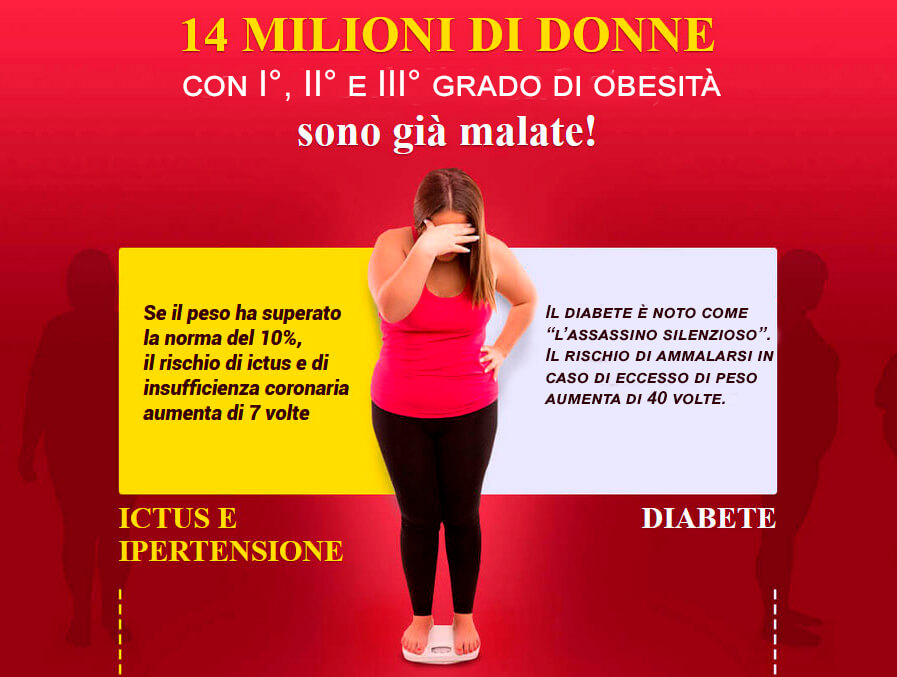 14 MILIONI DI DONNE
CON I°, II° E III° GRADO DI OBESITÀ
sono già malate!
Se il peso ha superato
la norma del 10%,
il rischio di ictus e di
insufficienza coronaria
aumenta di 7 volte
IL DIABETE È NOTO COME
“L’ASSASSINO SILENZIOSO”.
IL RISCHIO DI AMMALARSI IN
CASO DI ECCESSO DI PESO
AUMENTA DI 40 VOLTE.
ICTUS E
IPERTENSIONE
DIABETE